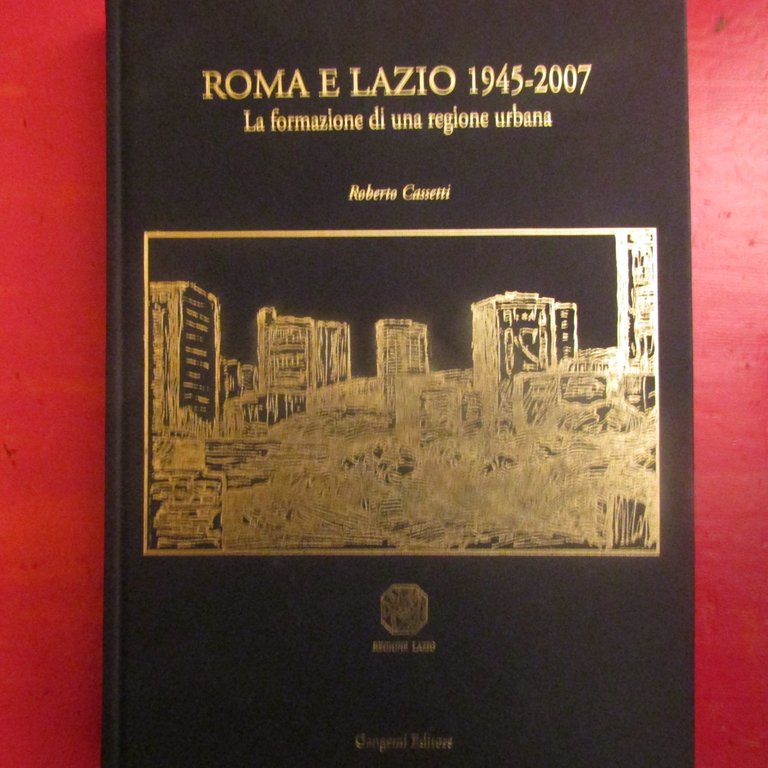 ROMA E LAZIO 1945-2007
La formazione di una regione urbana
Roberto Cassetti
REGIONE LAZIO
Gangemi Editore